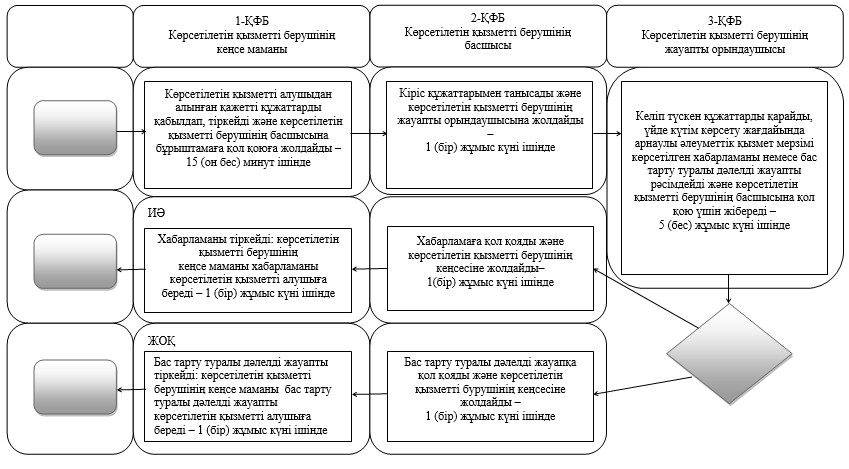 1-ҚФБ
Көрсетілетін қызметті берушінің
кеңсе маманы
2-ҚФБ
Көрсетілетін қызметті берушінің
басшысы
3-ҚФБ
Көрсетілетін қызметті берушінің
жауапты орындаушысы
Көрсетілетін қызметті алушыдан
алынған қажетті құжаттарды
қабылдап, тіркейді және көрсетілетін
қызметті берушінің басшысына
бұрыштамаға қол қоюға жолдайды –
15 (он бес) минут ішінде
Кіріс құжаттарымен танысады және
көрсетілетін қызметті берушінің
жауапты орындаушысына жолдайды
–
1 (бір) жұмыс күні ішінде
Келіп түскен құжаттарды қарайды,
үйде күтім көрсету жағдайында
арнаулы әлеуметтік қызмет мерзімі
көрсетілген хабарламаны немесе бас
тарту туралы дәлелді жауапты
рәсімдейді және көрсетілетін
қызметті берушінің басшысына қол
қою үшін жібереді –
5 (бес) жұмыс күні ішінде
ИӘ
Хабарламаны тіркейді: көрсетілетін
қызметті берушінің
кеңсе маманы хабарламаны
көрсетілетін қызметті алушыға
береді – 1 (бір) жұмыс күні ішінде
Хабарламаға қол қояды және
көрсетілетін қызметті берушінің
кеңсесіне жолдайды–
1(бір) жұмыс күні ішінде
ЖОҚ
Бас тарту туралы дәлелді жауапты
тіркейді: көрсетілетін қызметті
берушінің кеңсе маманы бас тарту
туралы дәлелді жауапты
көрсетілетін қызметті алушыға
береді – 1 (бір) жұмыс күні ішінде
Бас тарту туралы дәлелді жауапқа
қол қояды және көрсетілетін
қызметті бурушінің кеңсесіне
жолдайды –
1 (бір) жұмыс күні ішінде